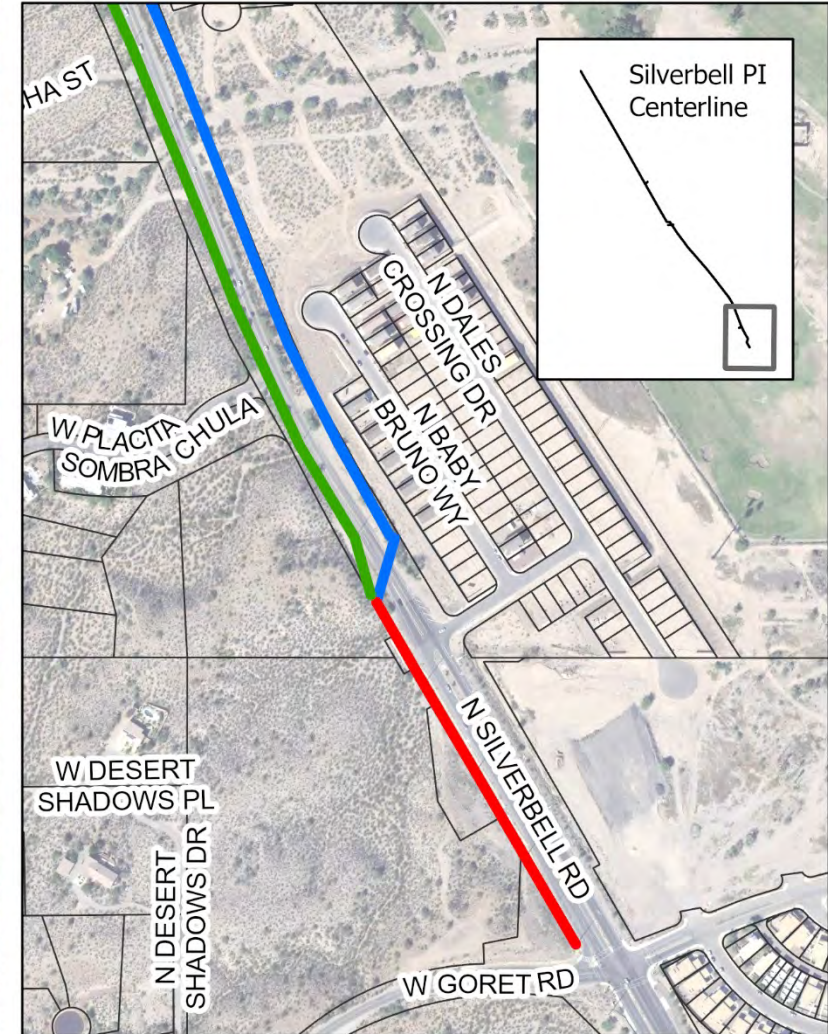 HA ST
Silverbell PI
Centerline
N DALES
CROSSING DR
N BABY
BRUNO WY
W PLACITA
SOMBRA CHULA
N SILVERBELL RD
W DESERT
SHADOWS PL
N DESERT
SHADOWS DR
W GORET RD